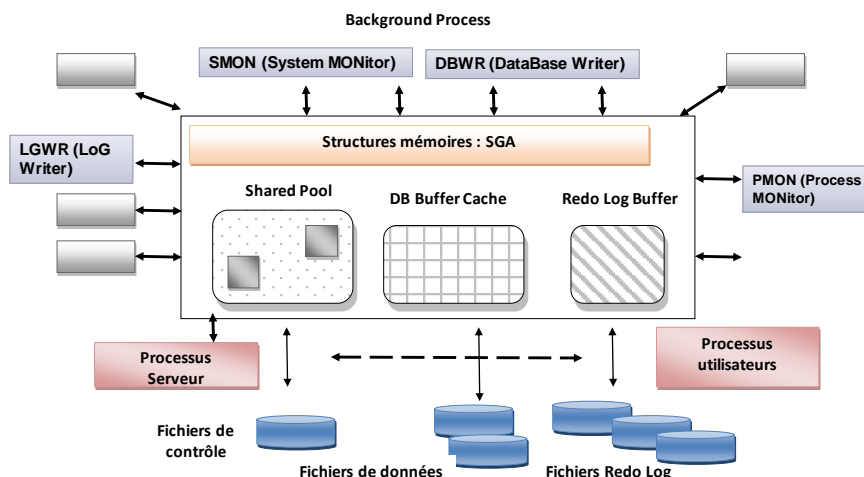 Background Process
SMON (System MONitor)
DBWR (DataBase Writer)
Structures mémoires : SGA
LGWR (LoG
Writer)
PMON (Process
MONitor)
Shared Pool
DB Buffer Cache
Redo Log Buffer
Processus
Serveur
Processus
utilisateurs
Fichiers de
contrôle
Fichiers de données
Fichiers Redo Log